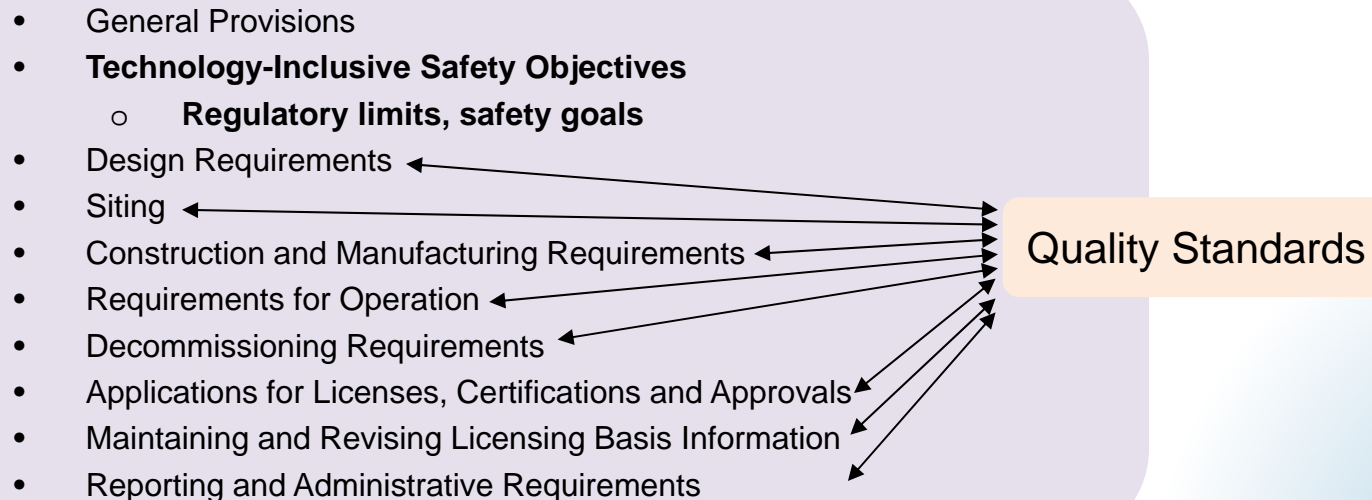 • General Provisions
• Technology-Inclusive Safety Objectives
o Regulatory limits, safety goals
• Design Requirements
• Siting
• Construction and Manufacturing Requirements
• Requirements for Operation
• Decommissioning Requirements
• Applications for Licenses, Certifications and Approvals
• Maintaining and Revising Licensing Basis Information
• Reporting and Administrative Requirements
Quality Standards